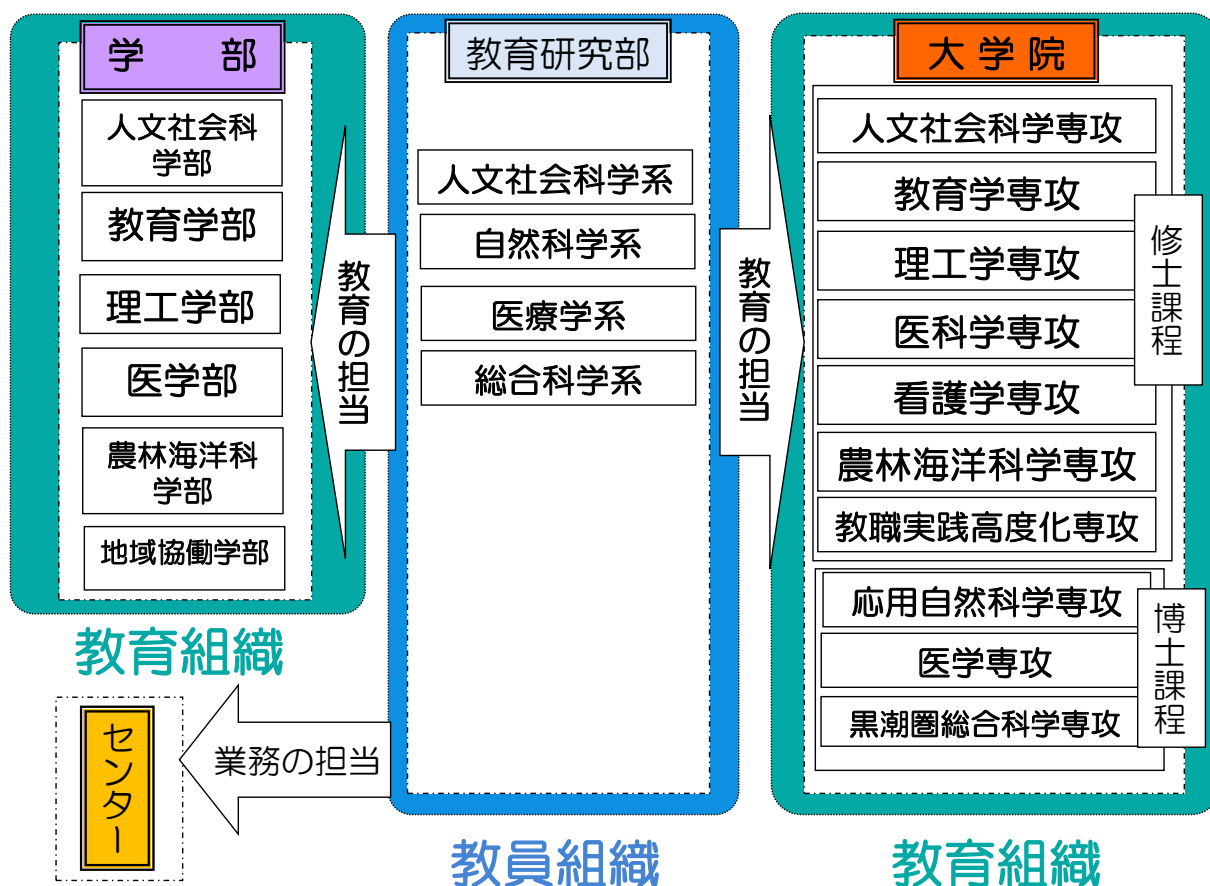 学　部
人文社会科
学部
教育学部
理工学部
医学部
農林海洋科
学部
地域協働学部
教育組織
教育の担当
センター
業務の担当
教育研究部
人文社会科学系
自然科学系
医療学系
総合科学系
教員組織
教育の担当
大学院
人文社会科学専攻
教育学専攻
理工学専攻
医科学専攻
看護学専攻
農林海洋科学専攻
教職実践高度化専攻
修士課程
応用自然科学専攻
医学専攻
黒潮圏総合科学専攻
博士課程
教育組織